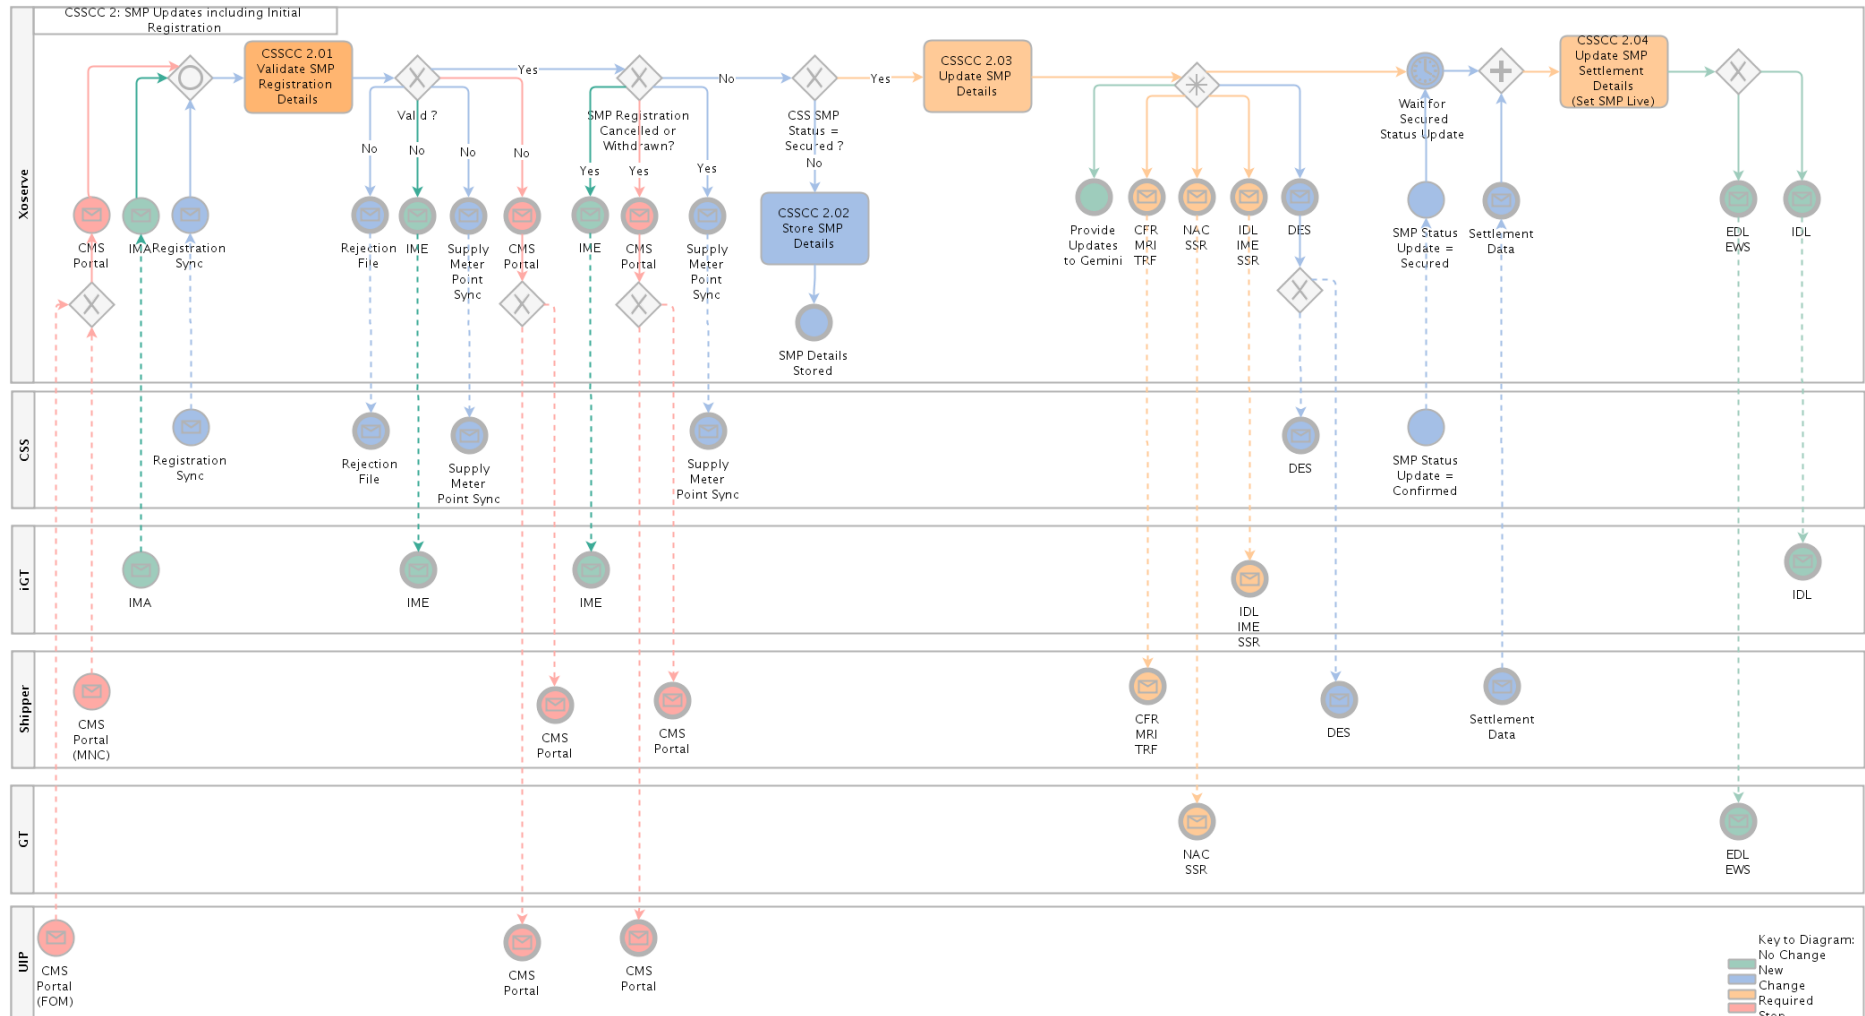 CSSCC 2: SMP Updates including Initial
Registration
Xoserve
CSSCC 2.01
Validate SMP
Registration
Details
Valid ?
Yes
No
No
No
No
SMP Registration
Cancelled or
Withdrawn?
Yes
Yes
Yes
No
CSS SMP
Status =
Secured ?
No
Yes
CSSCC 2.02
Store SMP
Details
SMP Details
Stored
CSSCC 2.03
Update SMP
Details
Wait for
Secured
Status Update
CSSCC 2.04
Update SMP
Settlement
Details
(Set SMP Live)
CMS
Portal
IMA
Registration
Sync
Rejection
File
IME
Supply
Meter
Point
Sync
CMS
Portal
IME
CMS
Portal
Supply
Meter
Point
Sync
Provide
Updates
to Gemini
CFR
MRI
TRF
NAC
SSR
IDL
IME
SSR
DES
SMP Status
Update =
Secured
Settlement
Data
EDL
EWS
IDL
CSS
Registration
Sync
Rejection
File
Supply
Meter
Point Sync
Supply
Meter
Point Sync
DES
SMP Status
Update =
Confirmed
iGT
IMA
IME
IME
IDL
IME
SSR
IDL
Shipper
CMS
Portal
(MNC)
CMS
Portal
CMS
Portal
CFR
MRI
TRF
DES
Settlement
Data
GT
NAC
SSR
EDL
EWS
UIP
CMS
Portal
(FOM)
CMS
Portal
CMS
Portal
Key to Diagram:
No Change
New
Change
Required
Stop